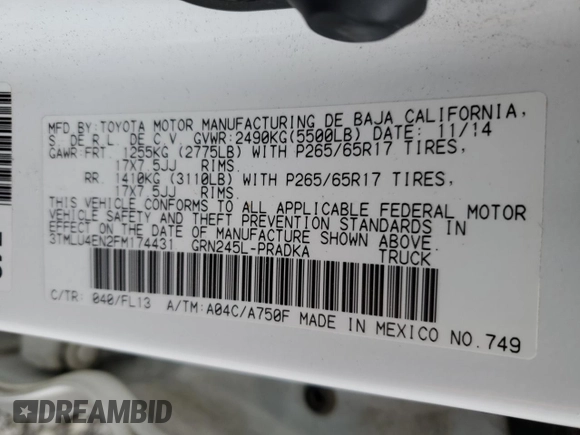 MFD.BY:TOYOTA MOTOR MANUFACTURING DE BAJA CALIFORNIA,
S. DE R.L. DE C.V. GVWR:2490KG(5500LB) DATE: 11/14
GAWR:FRT 1255KG (2775LB) WITH P265/65R17 TIRES,
17X7.5JJ RIMS.
RR 1410KG (3110LB) WITH P265/65R17 TIRES,
17X7.5JJ RIMS.
THIS VEHICLE CONFORMS TO ALL APPLICABLE FEDERAL MOTOR
VEHICLE SAFETY AND THEFT PREVENTION STANDARDS IN
EFFECT ON THE DATE OF MANUFACTURE SHOWN ABOVE.
3TMLU4EN2FM174431 GRN245L-PRADKA TRUCK
C/TR: 040/FL13 A/TM:A04C/A750F MADE IN MEXICO NO.749
DREAMBID